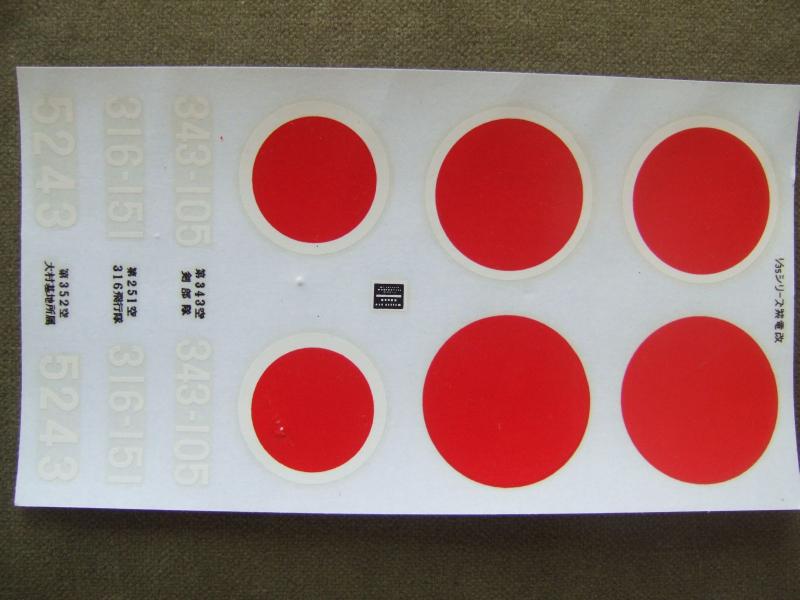 1/35シリーズ紫電改
343-105
第343空
剣部隊
343-105
316-151
第251空
316飛行隊
316-151
5243
第352空
大村基地所属
5243